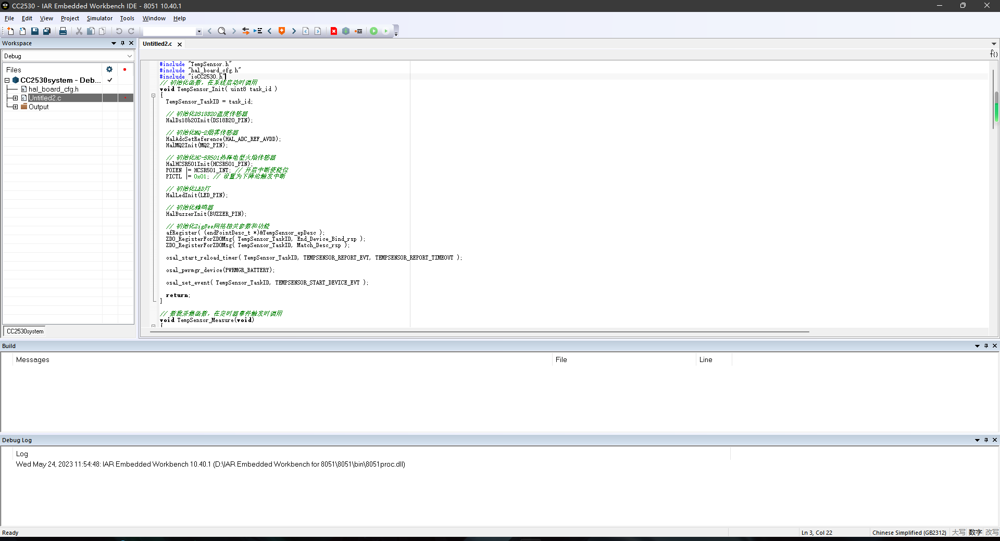 CC2530 - IAR Embedded Workbench IDE - 8051 10.40.1
File Edit View Project Simulator Tools Window Help
Workspace
Untitled2.c
Debug
f()
Files
CC2530system - Deb...
hal_board_cfg.h
Untitled2.c
Output
CC2530system
#include "TempSensor.h"
#include "hal_board_cfg.h"
#include "ioCC2530.h"
// 初始化函数，在系统启动时调用
void TempSensor_Init( uint8 task_id )
{
TempSensor_TaskID = task_id;
// 初始化DS18B20温度传感器
HalDs18b20Init(DS18B20_PIN);
// 初始化MQ-2烟雾传感器
HalAdcSetReference(HAL_ADC_REF_AVDD);
HalMQ2Init(MQ2_PIN);
// 初始化HC-SR501热释电型火焰传感器
HalHCSR501Init(HCSR501_PIN);
P0IEN |= HCSR501_INT; // 开启中断使能位
PICTL |= 0x01; // 设置为下降沿触发中断
// 初始化LED灯
HalLedInit(LED_PIN);
// 初始化蜂鸣器
HalBuzzerInit(BUZZER_PIN);
// 初始化ZigBee网络相关参数和功能
afRegister( (endPointDesc_t *)&TempSensor_epDesc );
ZDO_RegisterForZDOMsg( TempSensor_TaskID, End_Device_Bind_rsp );
ZDO_RegisterForZDOMsg( TempSensor_TaskID, Match_Desc_rsp );
osal_start_reload_timer( TempSensor_TaskID, TEMPSENSOR_REPORT_EVT, TEMPSENSOR_REPORT_TIMEOUT );
osal_pwrmgr_device(PWRMGR_BATTERY);
osal_set_event( TempSensor_TaskID, TEMPSENSOR_START_DEVICE_EVT );
return;
}
// 数据采集函数，在定时器事件触发时调用
void TempSensor_Measure(void)
{
Build
Messages File Line
Debug Log
Log
Wed May 24, 2023 11:54:48: IAR Embedded Workbench 10.40.1 (D:\IAR Embedded Workbench for 8051\8051\bin\8051proc.dll)
Ready Ln 3, Col 22 Chinese Simplified (GB2312) 大写 数字 改写